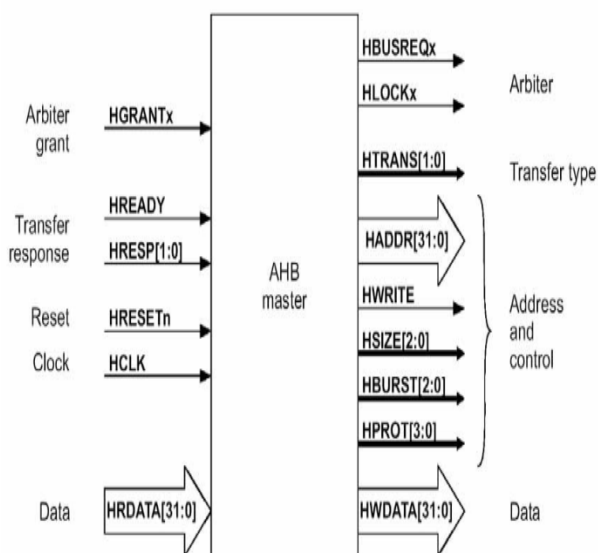 HBUSREQx
HLOCKx
Arbiter
Arbiter
grant
HGRANTx
HTRANS[1:0]
Transfer type
Transfer
response
HREADY
HRESP[1:0]
HADDR[31:0]
AHB
master
HWRITE
Address
and
control
Reset
HRESETn
HSIZE[2:0]
Clock
HCLK
HBURST[2:0]
HPROT[3:0]
Data
HRDATA[31:0]
HWDATA[31:0]
Data